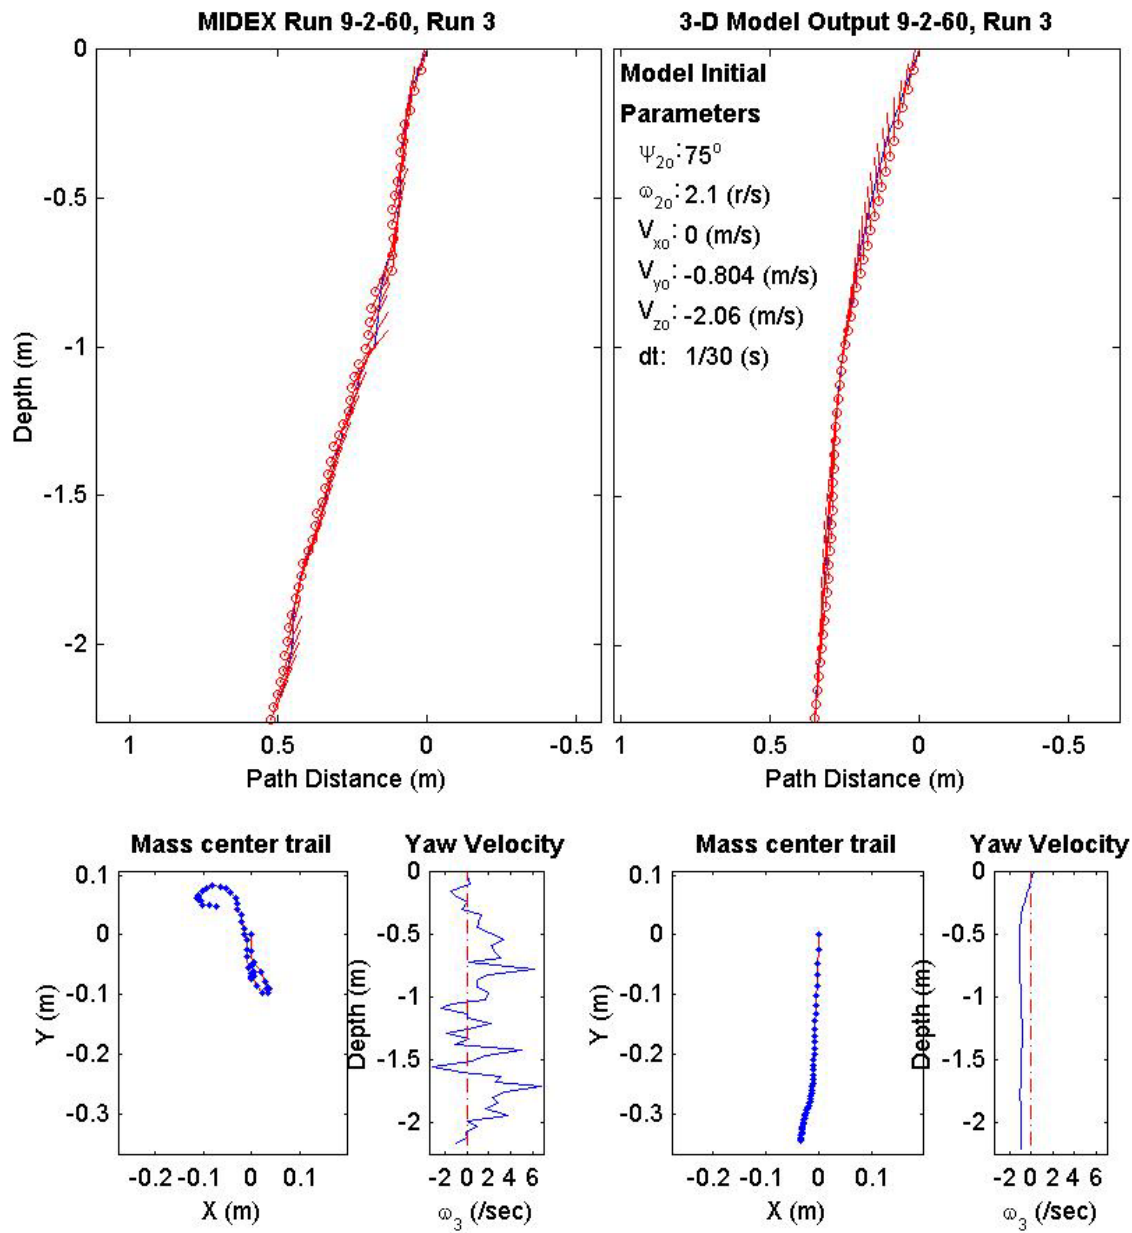 MIDEX Run 9-2-60, Run 3
3-D Model Output 9-2-60, Run 3
0
-0.5
-1
-1.5
-2
Depth (m)
1 0.5 0 -0.5
Path Distance (m)
Model Initial
Parameters
Ψ2o: 75o
ω2o: 2.1 (r/s)
Vxo: 0 (m/s)
Vyo: -0.804 (m/s)
Vzo: -2.06 (m/s)
dt: 1/30 (s)
1 0.5 0 -0.5
Path Distance (m)
Mass center trail
0.1
0
-0.1
-0.2
-0.3
Y (m)
-0.2 -0.1 0 0.1
X (m)
Yaw Velocity
0
-0.5
-1
-1.5
-2
Depth (m)
-2 0 2 4 6
ω3 (/sec)
Mass center trail
0.1
0
-0.1
-0.2
-0.3
Y (m)
-0.2 -0.1 0 0.1
X (m)
Yaw Velocity
0
-0.5
-1
-1.5
-2
Depth (m)
-2 0 2 4 6
ω3 (/sec)